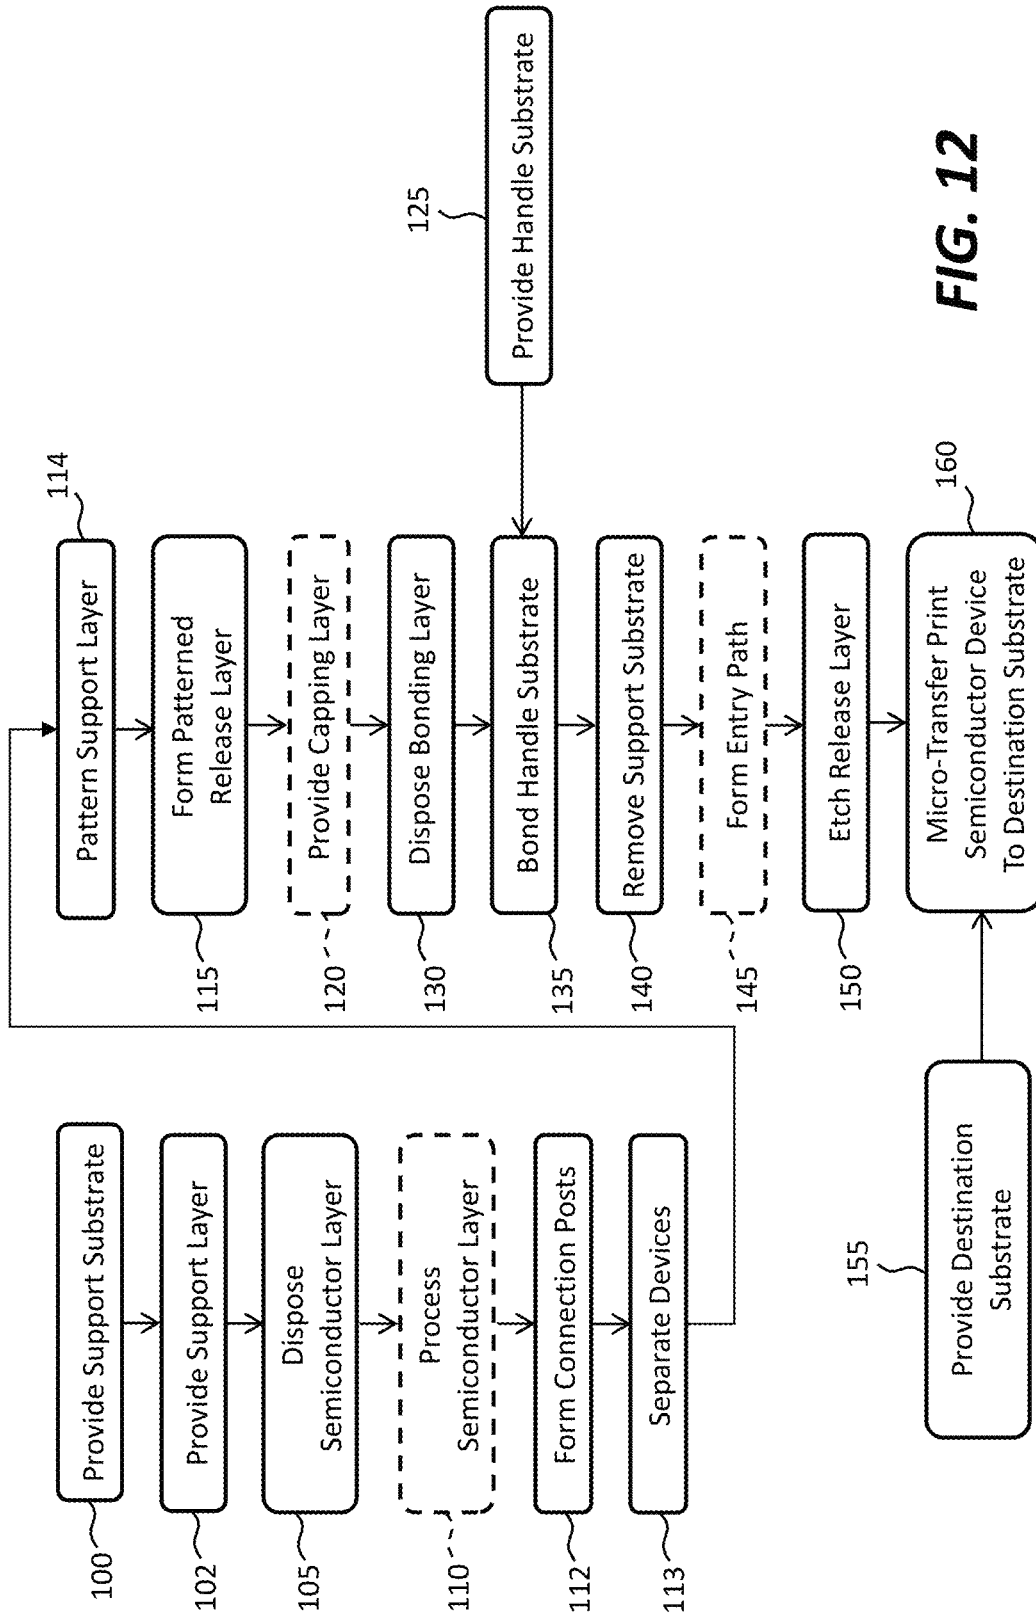 100
Provide Support Substrate
102
Provide Support Layer
105
Dispose
Semiconductor Layer
110
Process
Semiconductor Layer
112
Form Connection Posts
113
Separate Devices
114
Pattern Support Layer
115
Form Patterned
Release Layer
120
Provide Capping Layer
130
Dispose Bonding Layer
125
Provide Handle Substrate
135
Bond Handle Substrate
140
Remove Support Substrate
145
Form Entry Path
150
Etch Release Layer
155
Provide Destination
Substrate
160
Micro-Transfer Print
Semiconductor Device
To Destination Substrate
FIG. 12